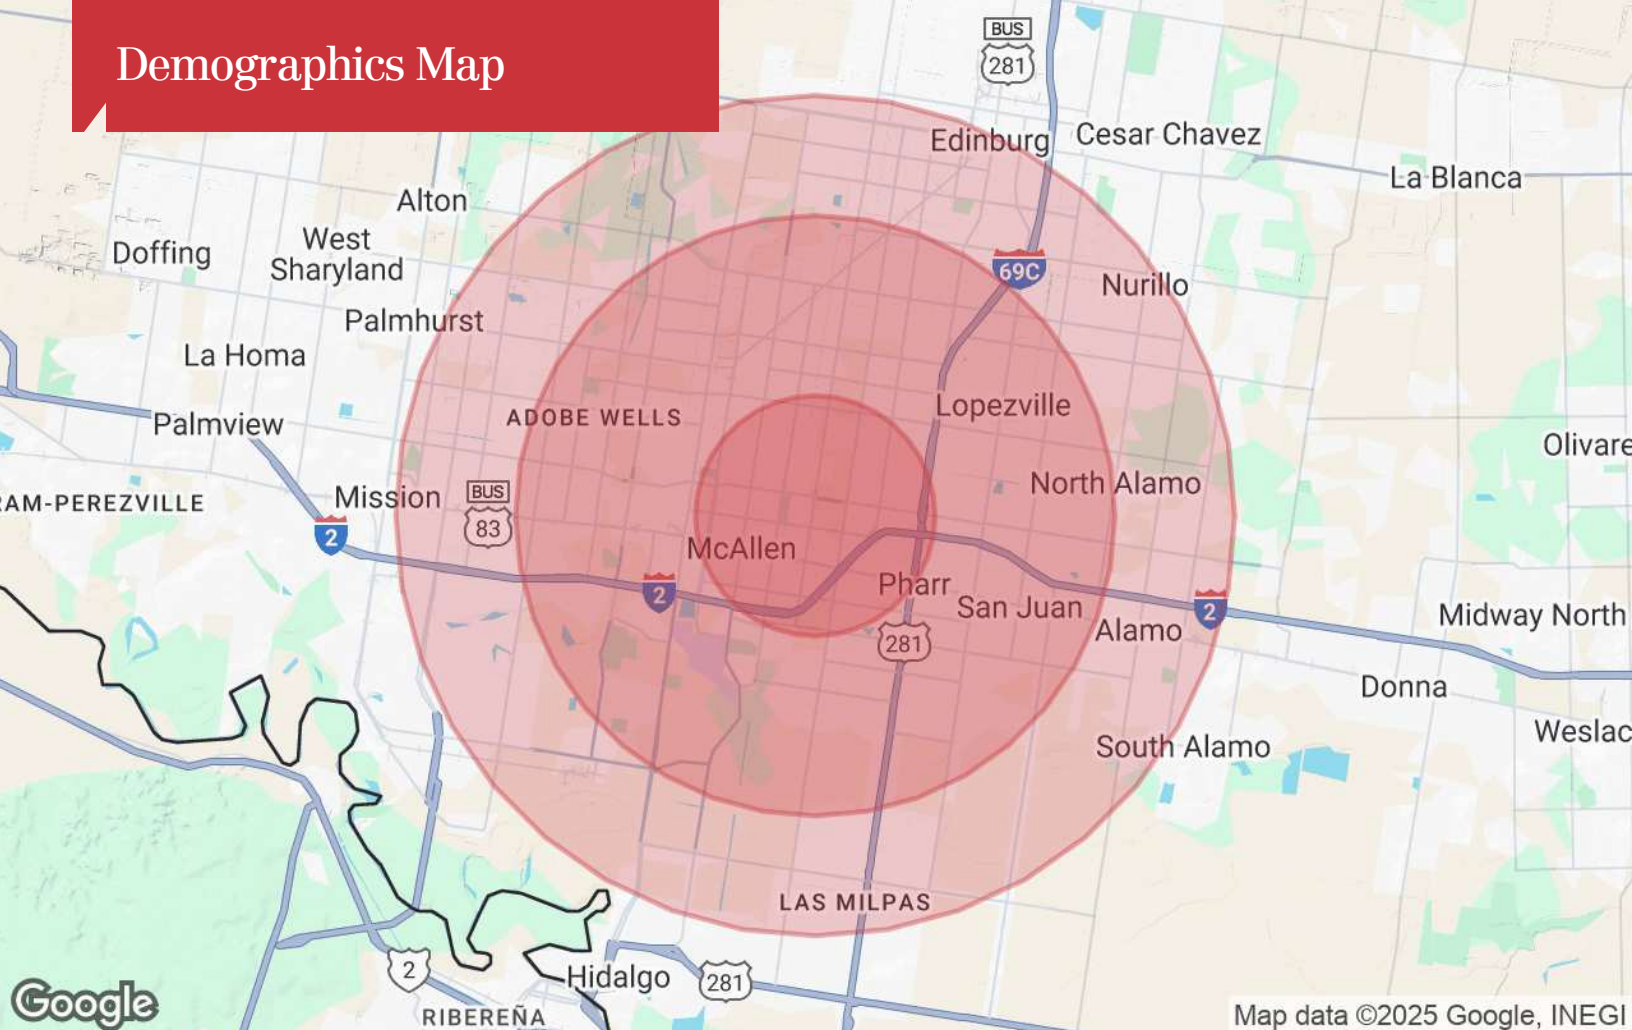 Demographics Map
BUS
281
Edinburg
Cesar Chavez
La Blanca
Alton
West
Sharyland
Doffing
69C
Nurillo
Palmhurst
La Homa
Lopezville
ADOBE WELLS
Palmview
Olivare
North Alamo
Mission
BUS
83
RAM-PEREZVILLE
2
McAllen
Pharr
2
San Juan
2
Midway North
281
Alamo
Donna
Weslac
South Alamo
LAS MILPAS
2
Hidalgo
281
Google
RIBEREÑA
Map data ©2025 Google, INEGI